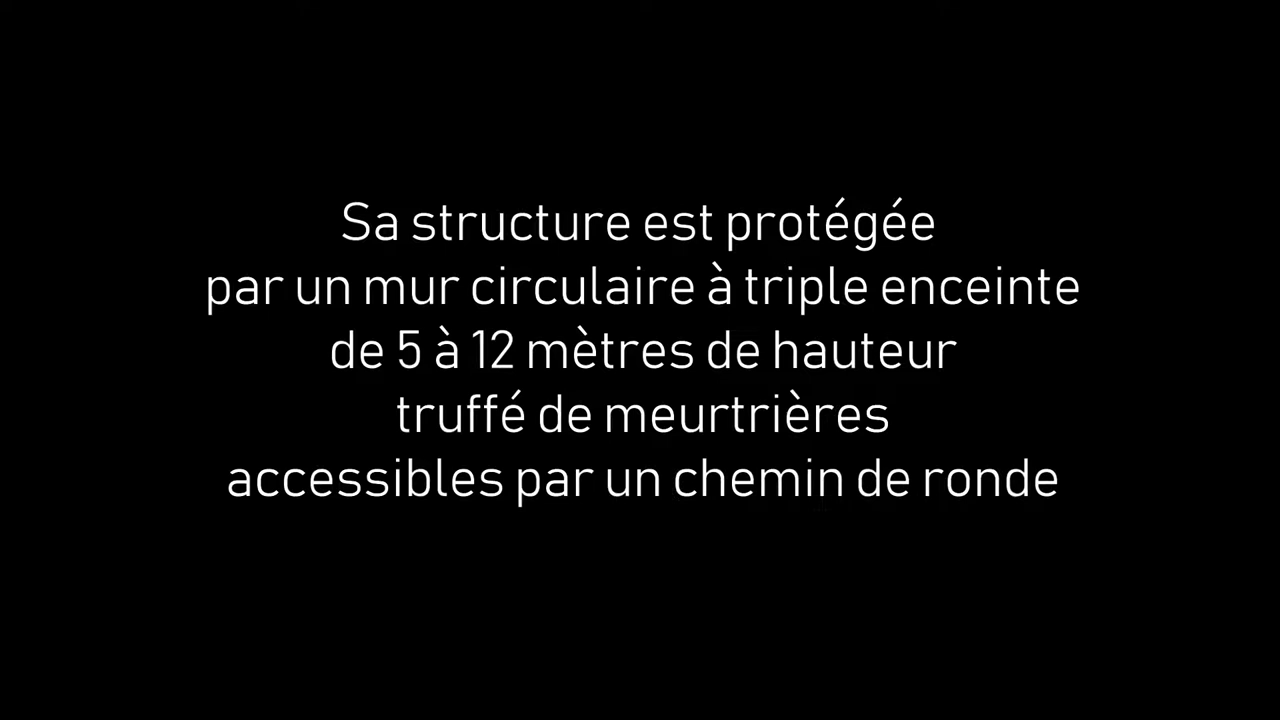 Sa structure est protégée
par un mur circulaire à triple enceinte
de 5 à 12 mètres de hauteur
truffé de meurtrières
accessibles par un chemin de ronde